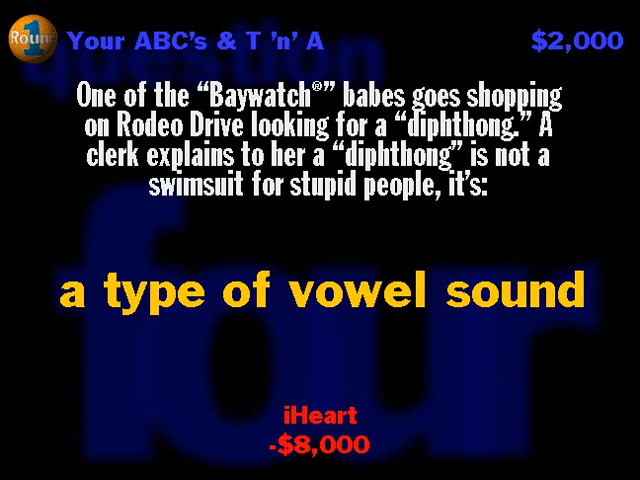 Round 1 Your ABC's & T 'n' A $2,000
question
One of the “Baywatch®” babes goes shopping
on Rodeo Drive looking for a “diphthong.” A
clerk explains to her a “diphthong” is not a
swimsuit for stupid people, it's:
four
a type of vowel sound
iHeart
-$8,000